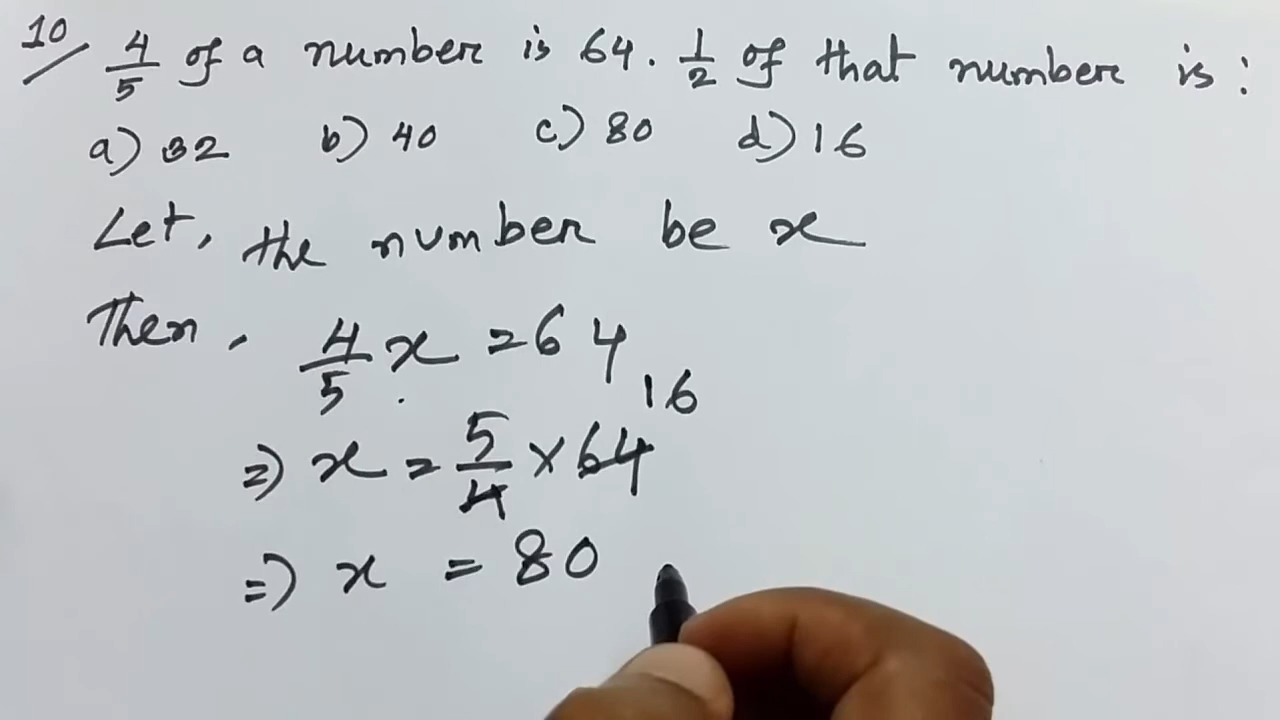 10/ 4/5 of a number is 64. 1/2 of that number is:
a) 32 b) 40 c) 80 d) 16
Let, the number be x
Then, 4/5 x = 64
=> x = 5/4 × 64 16
=> x = 80